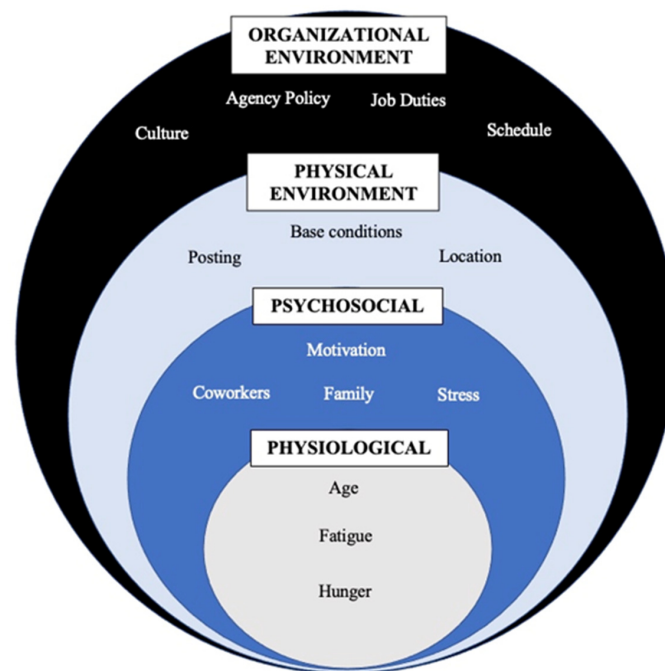 ORGANIZATIONAL
ENVIRONMENT
Agency Policy
Job Duties
Culture
Schedule
PHYSICAL
ENVIRONMENT
Base conditions
Posting
Location
PSYCHOSOCIAL
Motivation
Coworkers
Family
Stress
PHYSIOLOGICAL
Age
Fatigue
Hunger